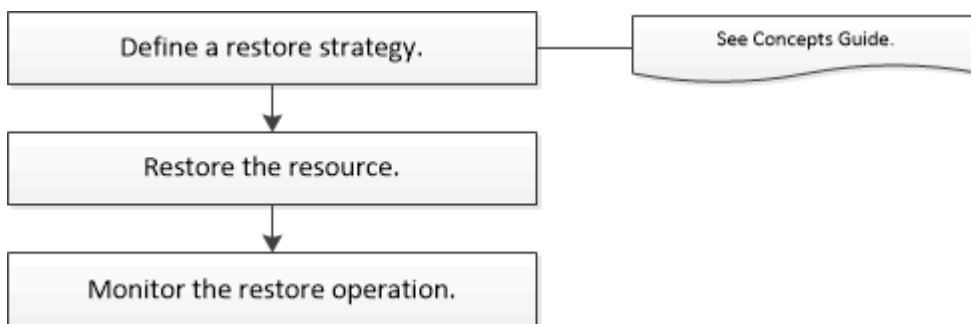 Define a restore strategy.
See Concepts Guide.
Restore the resource.
Monitor the restore operation.